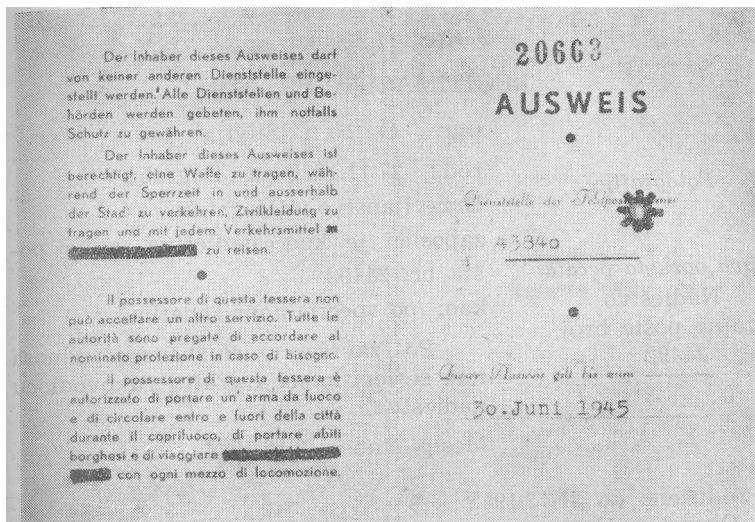 Der Inhaber dieses Ausweises darf
von keiner anderen Dienststelle einge-
stellt werden. Alle Dienststellen und Be-
hörden werden gebeten, ihm notfalls
Schutz zu gewähren.
Der Inhaber dieses Ausweises ist
berechtigt, eine Waffe zu tragen, wäh-
rend der Sperrzeit in und ausserhalb
der Stadt zu verkehren, Zivilkleidung zu
tragen und mit jedem Verkehrsmittel
zu reisen.
Il possessore di questa tessera non
può accettare un altro servizio. Tutte le
autorità sono pregate di accordare al
nominato protezione in caso di bisogno.
Il possessore di questa tessera è
autorizzato di portare un' arma da fuoco
e di circolare entro e fuori della città
durante il coprifuoco, di portare abiti
borghesi e di viaggiare
con ogni mezzo di locomozione.
20663
AUSWEIS
Dienststelle der
43840
Dieser Ausweis gilt bis zum
30.Juni 1945